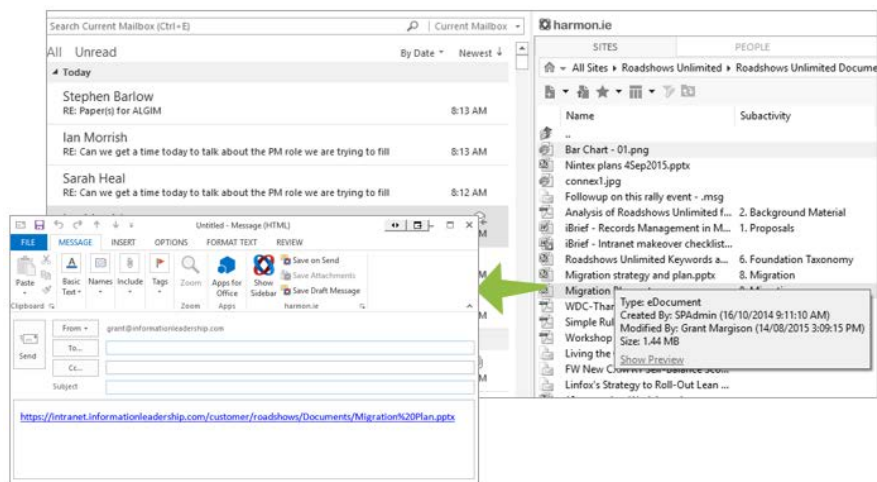 Search Current Mailbox (Ctrl+E)
Current Mailbox
All Unread
By Date Newest
Today
Stephen Barlow
RE: Paper(s) for ALGIM 8:13 AM
Ian Morrish
RE: Can we get a time today to talk about the PM role we are trying to fill 8:13 AM
Sarah Heal
RE: Can we get a time today to talk about the PM role we are trying to fill 8:12 AM
harmon.ie
SITES PEOPLE
All Sites Roadshows Unlimited Roadshows Unlimited Docume
Name Subactivity
..
Bar Chart - 01.png
Nintex plans 4Sep2015.pptx
connex1.jpg
Followup on this rally event - .msg
Analysis of Roadshows Unlimited f... 2. Background Material
iBrief - Records Management in M... 1. Proposals
iBrief - Intranet makeover checklist...
Roadshows Unlimited Keywords a... 6. Foundation Taxonomy
Migration strategy and plan.pptx 8. Migration
Migration
WDC-Than
Simple Rul
Workshop
Living the
FW New
Linfox's Strategy to Roll-Out Lean ...
Type: eDocument
Created By: SPAdmin (16/10/2014 9:11:10 AM)
Modified By: Grant Margison (14/08/2015 3:09:15 PM)
Size: 1.44 MB
Show Preview
Untitled - Message (HTML)
FILE MESSAGE INSERT OPTIONS FORMAT TEXT REVIEW
Paste
Basic Text
Names
Include
Tags
Zoom
Apps for Office
Show Sidebar
Save on Send
Save Attachments
Save Draft Message
Clipboard Zoom Apps harmon.ie
Send
From grant@informationleadership.com
To...
Cc...
Subject
https://intranet.informationleadership.com/customer/roadshows/Documents/Migration%20Plan.pptx